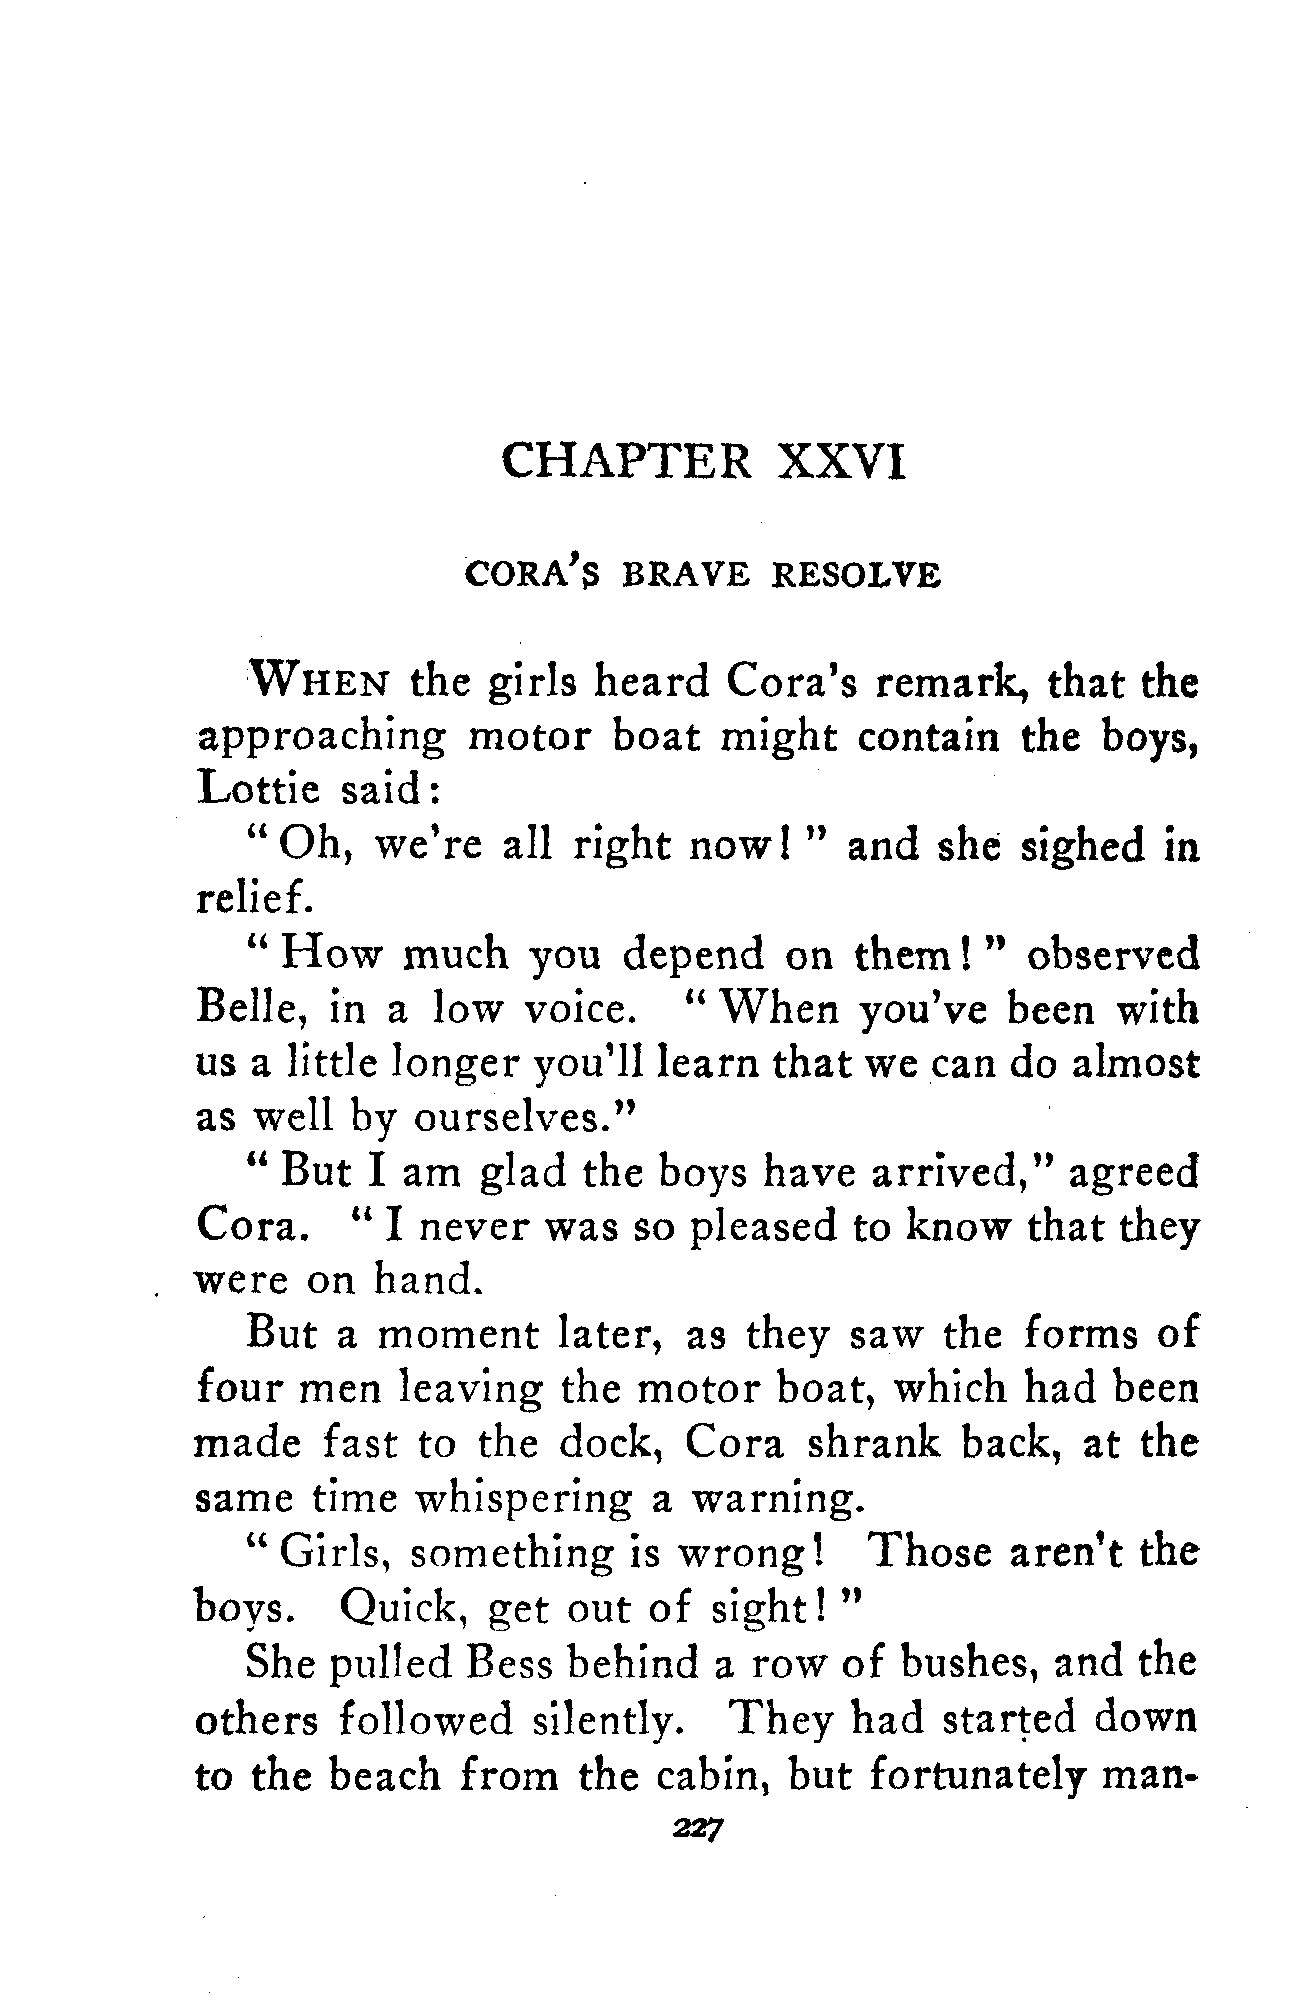 CHAPTER XXVI
CORA'S BRAVE RESOLVE
WHEN the girls heard Cora's remark, that the
approaching motor boat might contain the boys,
Lottie said:
" Oh, we're all right now! " and she sighed in
relief.
" How much you depend on them! " observed
Belle, in a low voice. " When you've been with
us a little longer you'll learn that we can do almost
as well by ourselves."
" But I am glad the boys have arrived," agreed
Cora. " I never was so pleased to know that they
were on hand.
But a moment later, as they saw the forms of
four men leaving the motor boat, which had been
made fast to the dock, Cora shrank back, at the
same time whispering a warning.
" Girls, something is wrong! Those aren't the
boys. Quick, get out of sight! "
She pulled Bess behind a row of bushes, and the
others followed silently. They had started down
to the beach from the cabin, but fortunately man-
227